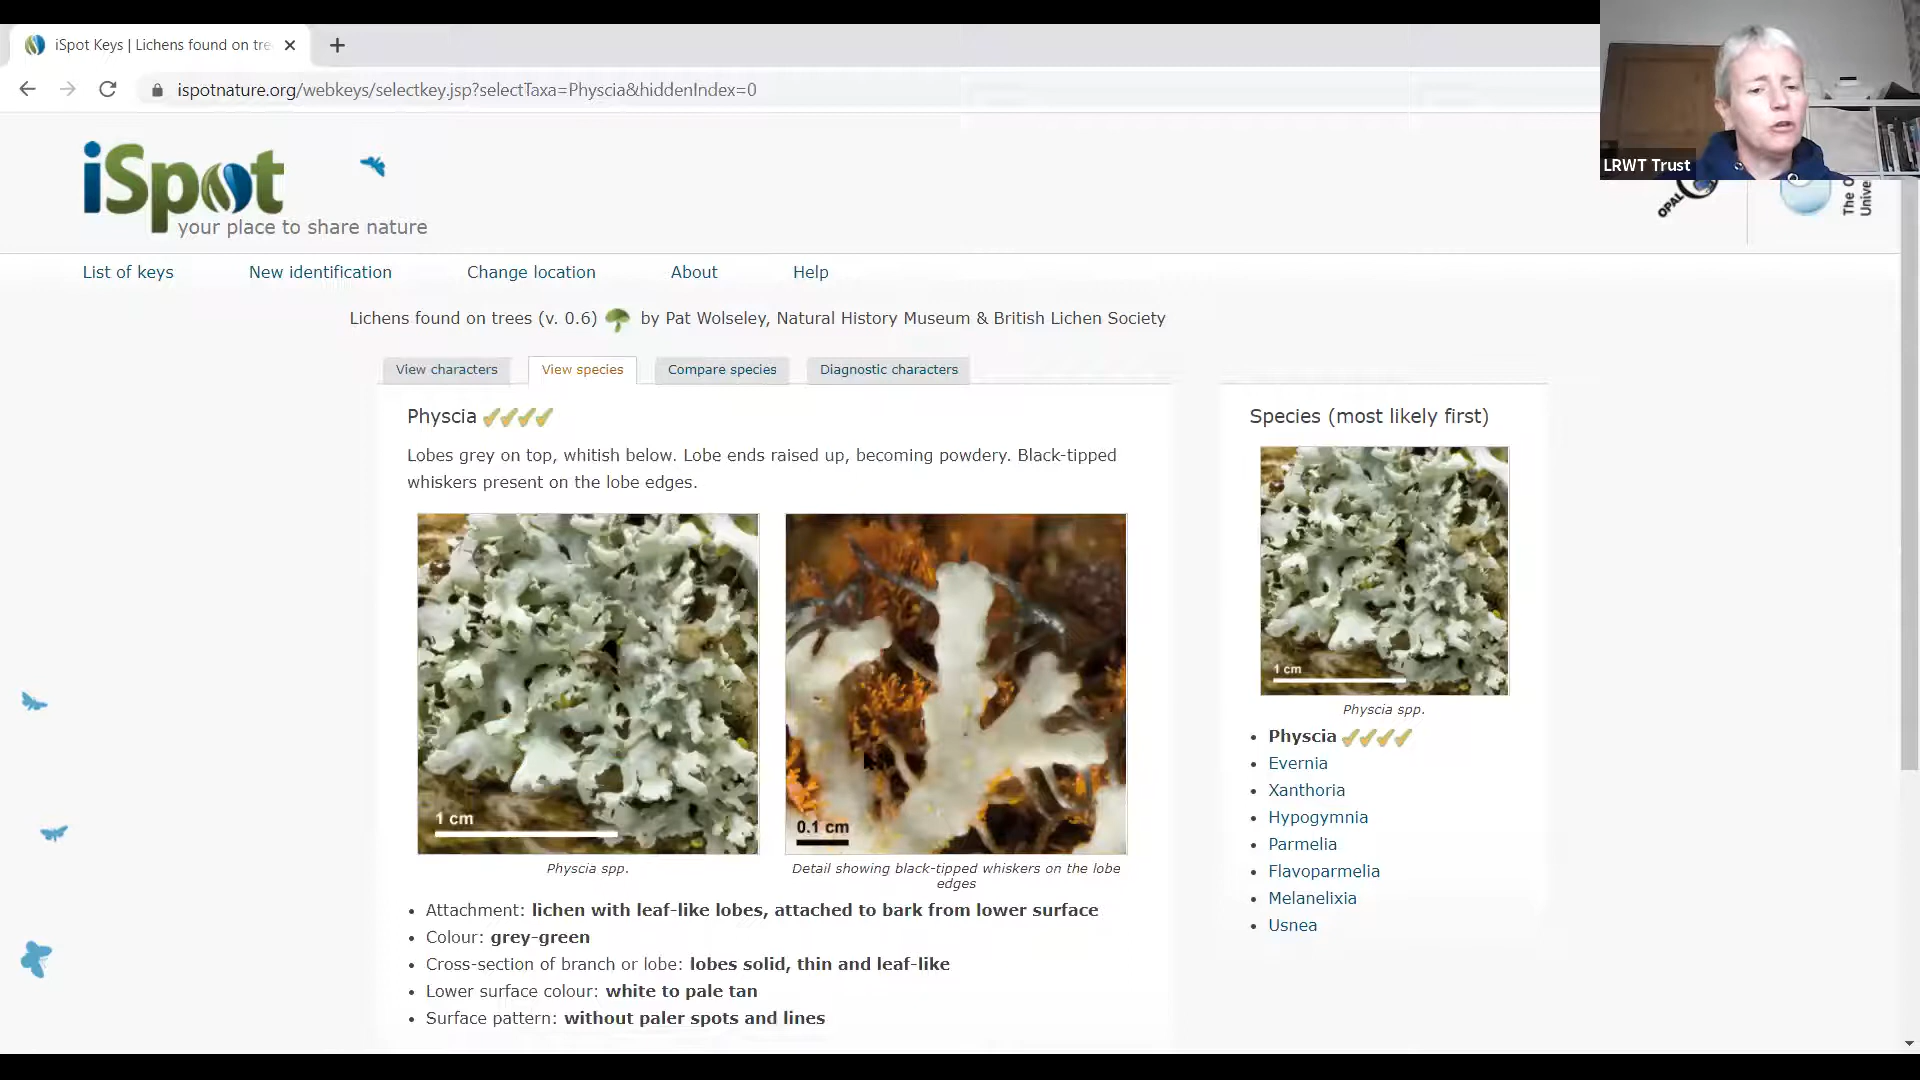 iSpot Keys | Lichens found on tre
ispotnature.org/webkeys/selectkey.jsp?selectTaxa=Physcia&hiddenIndex=0
LRWT Trust
iSpot
your place to share nature
OPAL
The O
Unive
List of keys New identification Change location About Help
Lichens found on trees (v. 0.6) by Pat Wolseley, Natural History Museum & British Lichen Society
View characters View species Compare species Diagnostic characters
Physcia
Lobes grey on top, whitish below. Lobe ends raised up, becoming powdery. Black-tipped
whiskers present on the lobe edges.
1 cm
Physcia spp.
0.1 cm
Detail showing black-tipped whiskers on the lobe
edges
Attachment: lichen with leaf-like lobes, attached to bark from lower surface
Colour: grey-green
Cross-section of branch or lobe: lobes solid, thin and leaf-like
Lower surface colour: white to pale tan
Surface pattern: without paler spots and lines
Species (most likely first)
1 cm
Physcia spp.
Physcia
Evernia
Xanthoria
Hypogymnia
Parmelia
Flavoparmelia
Melanelixia
Usnea